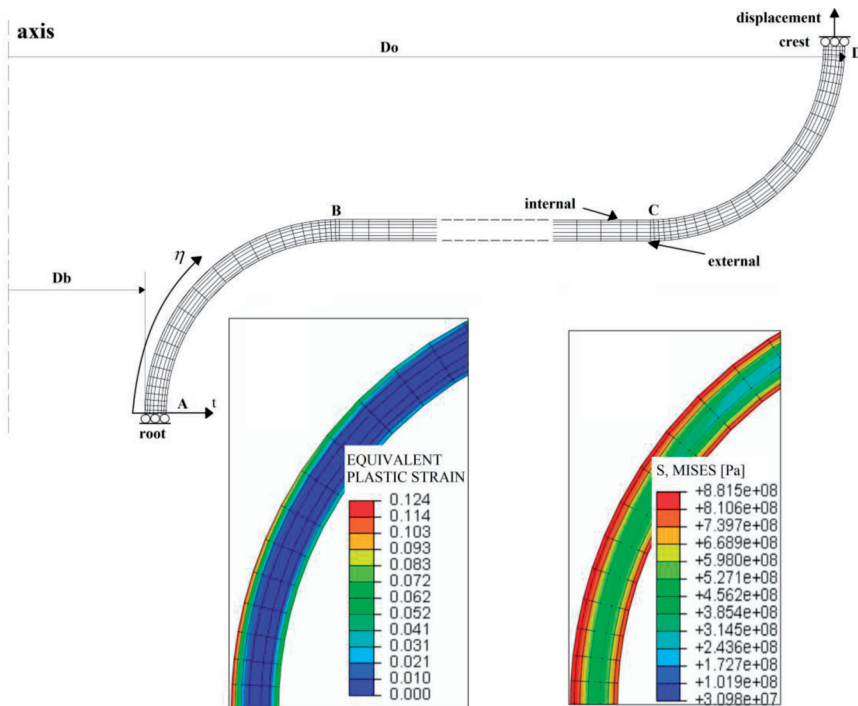 axis
displacement
crest
Do
D
internal
B
C
external
η
Db
A
t
root
EQUIVALENT
PLASTIC STRAIN
0.124
0.114
0.103
0.093
0.083
0.072
0.062
0.052
0.041
0.031
0.021
0.010
0.000
S, MISES [Pa]
+8.815e+08
+8.106e+08
+7.397e+08
+6.689e+08
+5.980e+08
+5.271e+08
+4.562e+08
+3.854e+08
+3.145e+08
+2.436e+08
+1.727e+08
+1.019e+08
+3.098e+07